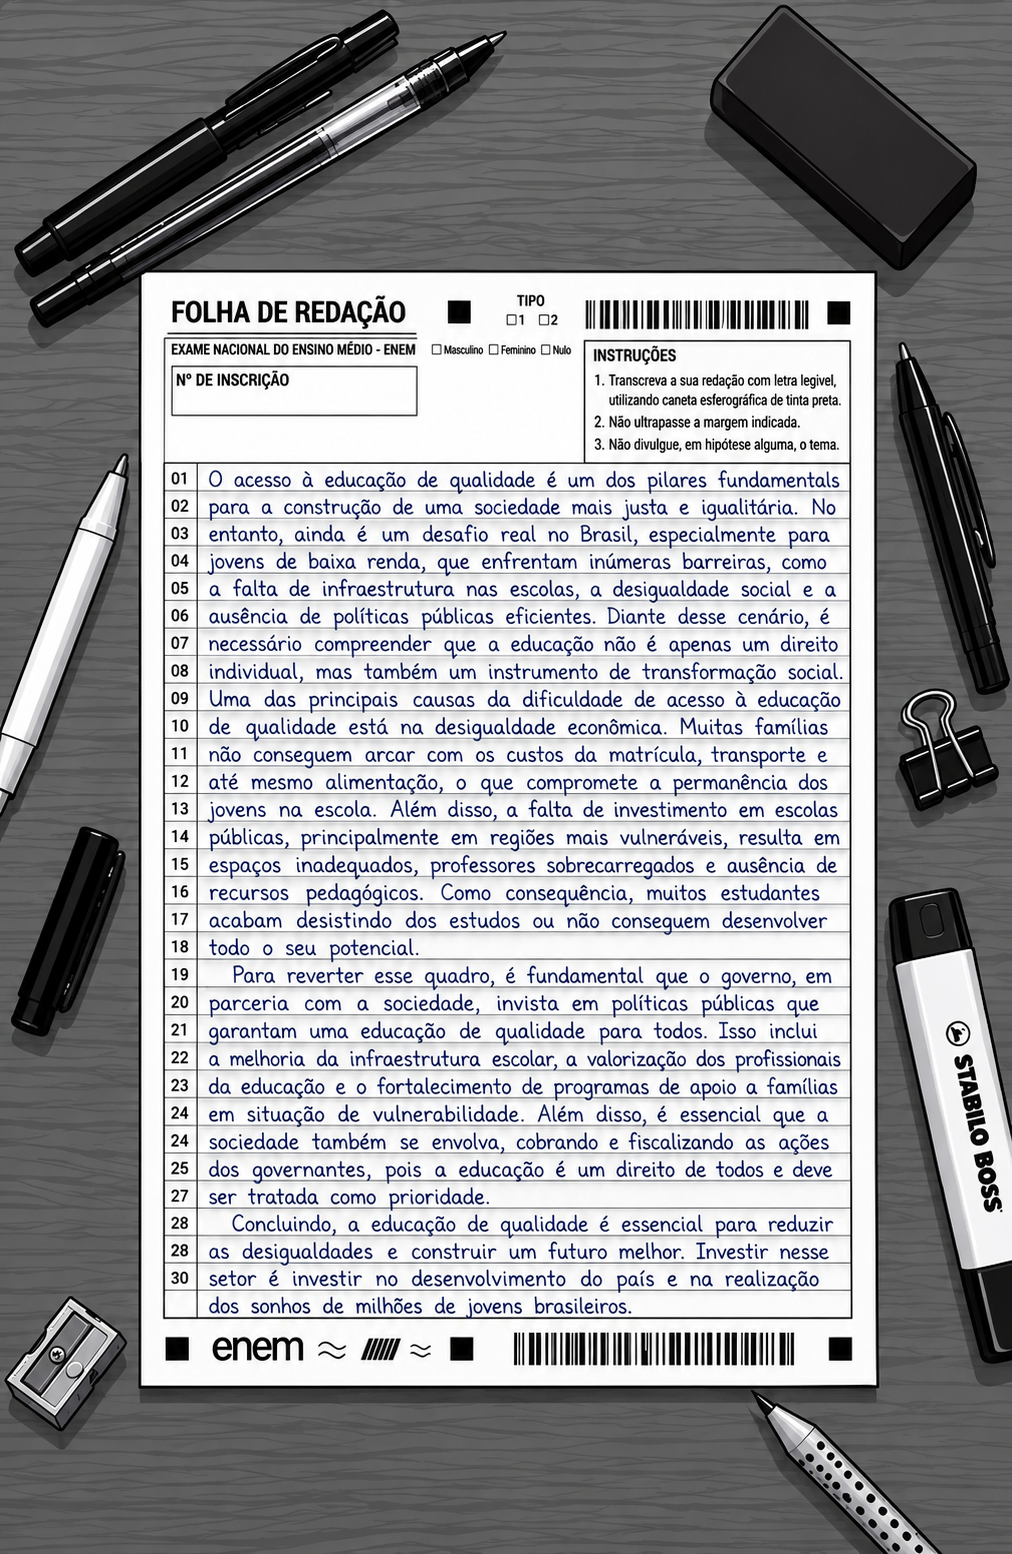 FOLHA DE REDAÇÃO
TIPO
1 2
EXAME NACIONAL DO ENSINO MÉDIO - ENEM
Masculino Feminino Nulo
Nº DE INSCRIÇÃO
INSTRUÇÕES
1. Transcreva a sua redação com letra legivel,
utilizando caneta esferográfica de tinta preta.
2. Não ultrapasse a margem indicada.
3. Não divulgue, em hipótese alguma, o tema.
01 O acesso à educação de qualidade é um dos pilares fundamentals
02 para a construção de uma sociedade mais justa e igualitária. No
03 entanto, ainda é um desafio real no Brasil, especialmente para
04 jovens de baixa renda, que enfrentam inúmeras barreiras, como
05 a falta de infraestrutura nas escolas, a desigualdade social e a
06 ausência de políticas públicas eficientes. Diante desse cenário, é
07 necessário compreender que a educação não é apenas um direito
08 individual, mas também um instrumento de transformação social.
09 Uma das principais causas da dificuldade de acesso à educação
10 de qualidade está na desigualdade econômica. Muitas famílias
11 não conseguem arcar com os custos da matrícula, transporte e
12 até mesmo alimentação, o que compromete a permanência dos
13 jovens na escola. Além disso, a falta de investimento em escolas
14 públicas, principalmente em regiões mais vulneráveis, resulta em
15 espaços inadequados, professores sobrecarregados e ausência de
16 recursos pedagógicos. Como consequência, muitos estudantes
17 acabam desistindo dos estudos ou não conseguem desenvolver
18 todo o seu potencial.
19 Para reverter esse quadro, é fundamental que o governo, em
20 parceria com a sociedade, invista em políticas públicas que
21 garantam uma educação de qualidade para todos. Isso inclui
22 a melhoria da infraestrutura escolar, a valorização dos profissionais
23 da educação e o fortalecimento de programas de apoio a famílias
24 em situação de vulnerabilidade. Além disso, é essencial que a
24 sociedade também se envolva, cobrando e fiscalizando as ações
25 dos governantes, pois a educação é um direito de todos e deve
27 ser tratada como prioridade.
28 Concluindo, a educação de qualidade é essencial para reduzir
28 as desigualdades e construir um futuro melhor. Investir nesse
30 setor é investir no desenvolvimento do país e na realização
dos sonhos de milhões de jovens brasileiros.
enem
STABILO BOSS